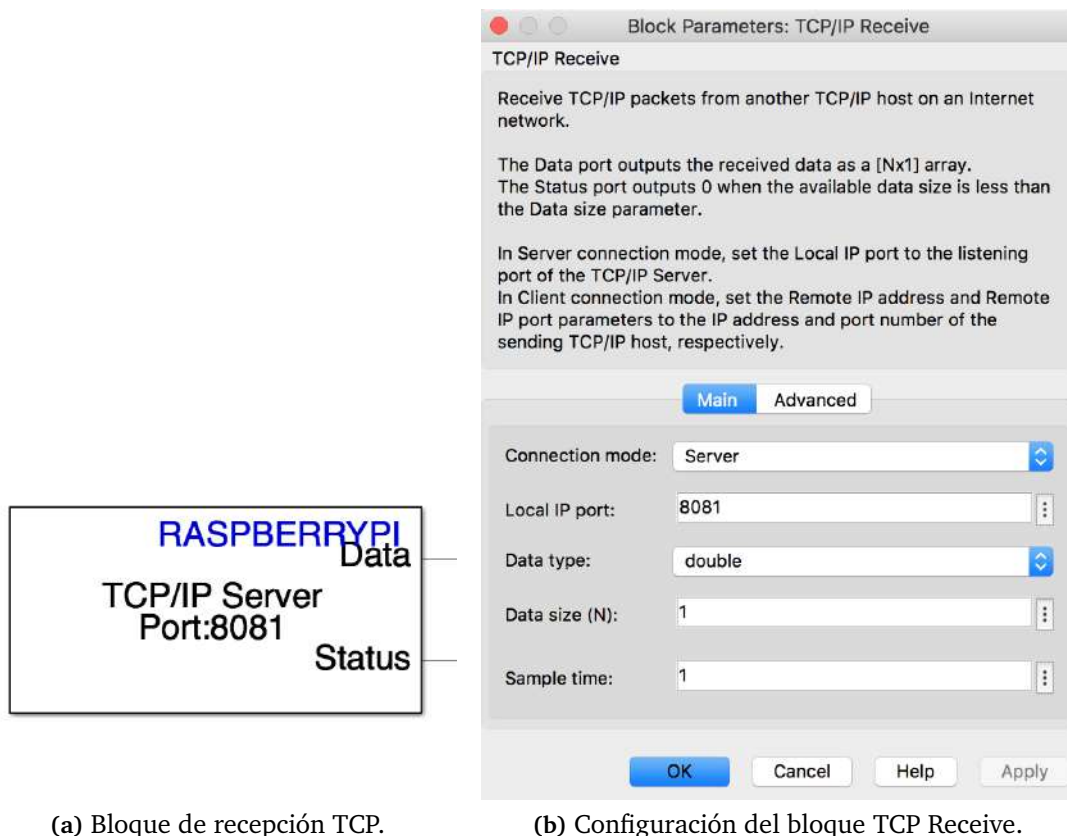 Block Parameters: TCP/IP Receive
TCP/IP Receive
Receive TCP/IP packets from another TCP/IP host on an Internet
network.
The Data port outputs the received data as a [Nx1] array.
The Status port outputs 0 when the available data size is less than
the Data size parameter.
In Server connection mode, set the Local IP port to the listening
port of the TCP/IP Server.
In Client connection mode, set the Remote IP address and Remote
IP port parameters to the IP address and port number of the
sending TCP/IP host, respectively.
Main Advanced
Connection mode: Server
Local IP port: 8081
Data type: double
Data size (N): 1
Sample time: 1
OK Cancel Help Apply
RASPBERRYPI
Data
TCP/IP Server
Port:8081
Status
(a) Bloque de recepción TCP.
(b) Configuración del bloque TCP Receive.